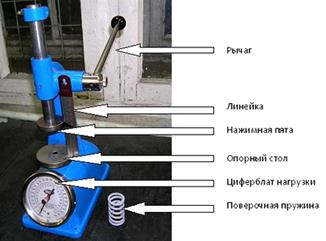 Рычаг
Линейка
Нажимная пята
Опорный стол
Циферблат нагрузки
Поверочная пружина